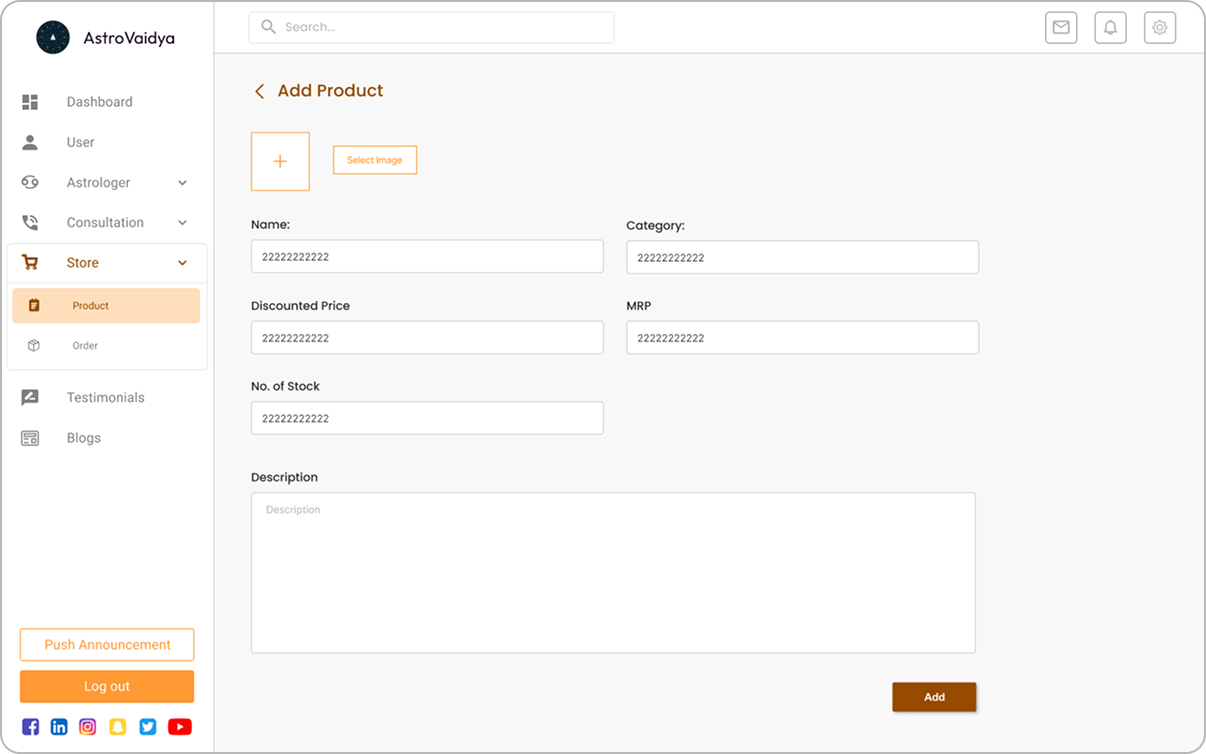 AstroVaidya
Search...
Dashboard
User
Astrologer
Consultation
Store
Product
Order
Testimonials
Blogs
Push Announcement
Log out
Add Product
Select Image
Name:
22222222222
Category:
22222222222
Discounted Price
22222222222
MRP
22222222222
No. of Stock
22222222222
Description
Description
Add